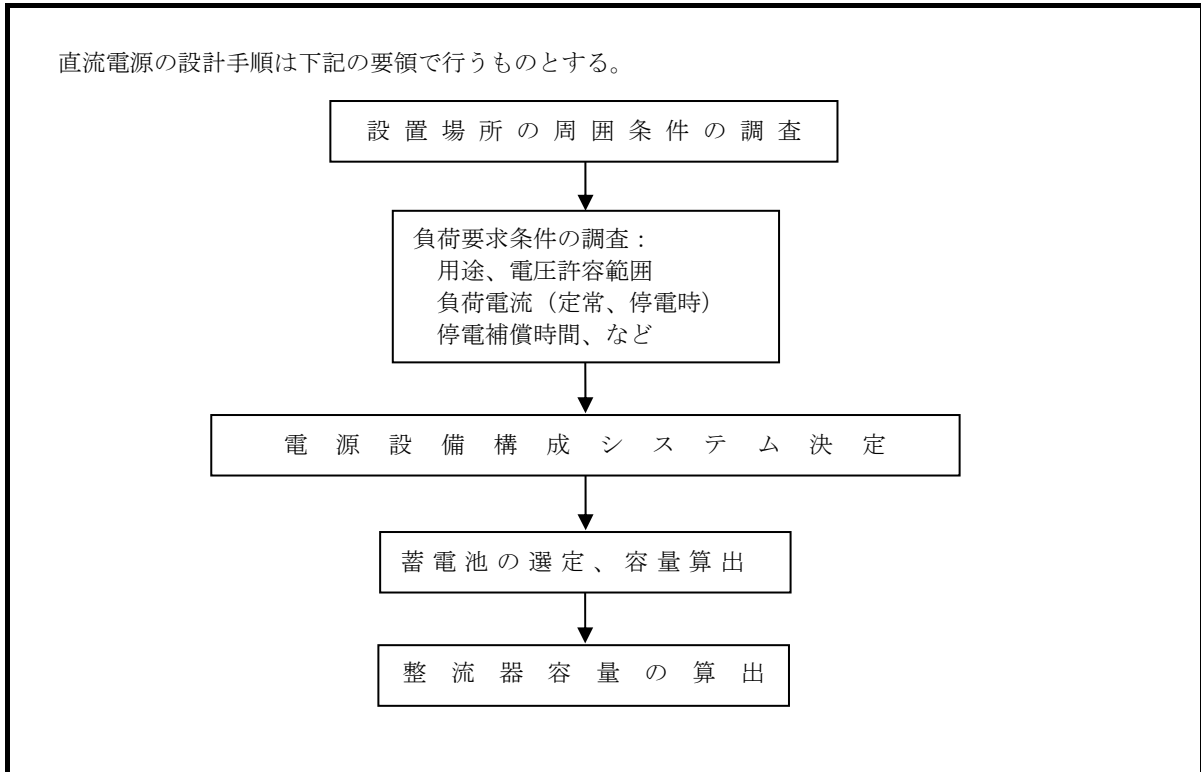 直流電源の設計手順は下記の要領で行うものとする。
設置場所の周囲条件の調査
負荷要求条件の調査：
用途、電圧許容範囲
負荷電流（定常、停電時）
停電補償時間、など
電源設備構成システム決定
蓄電池の選定、容量算出
整流器容量の算出